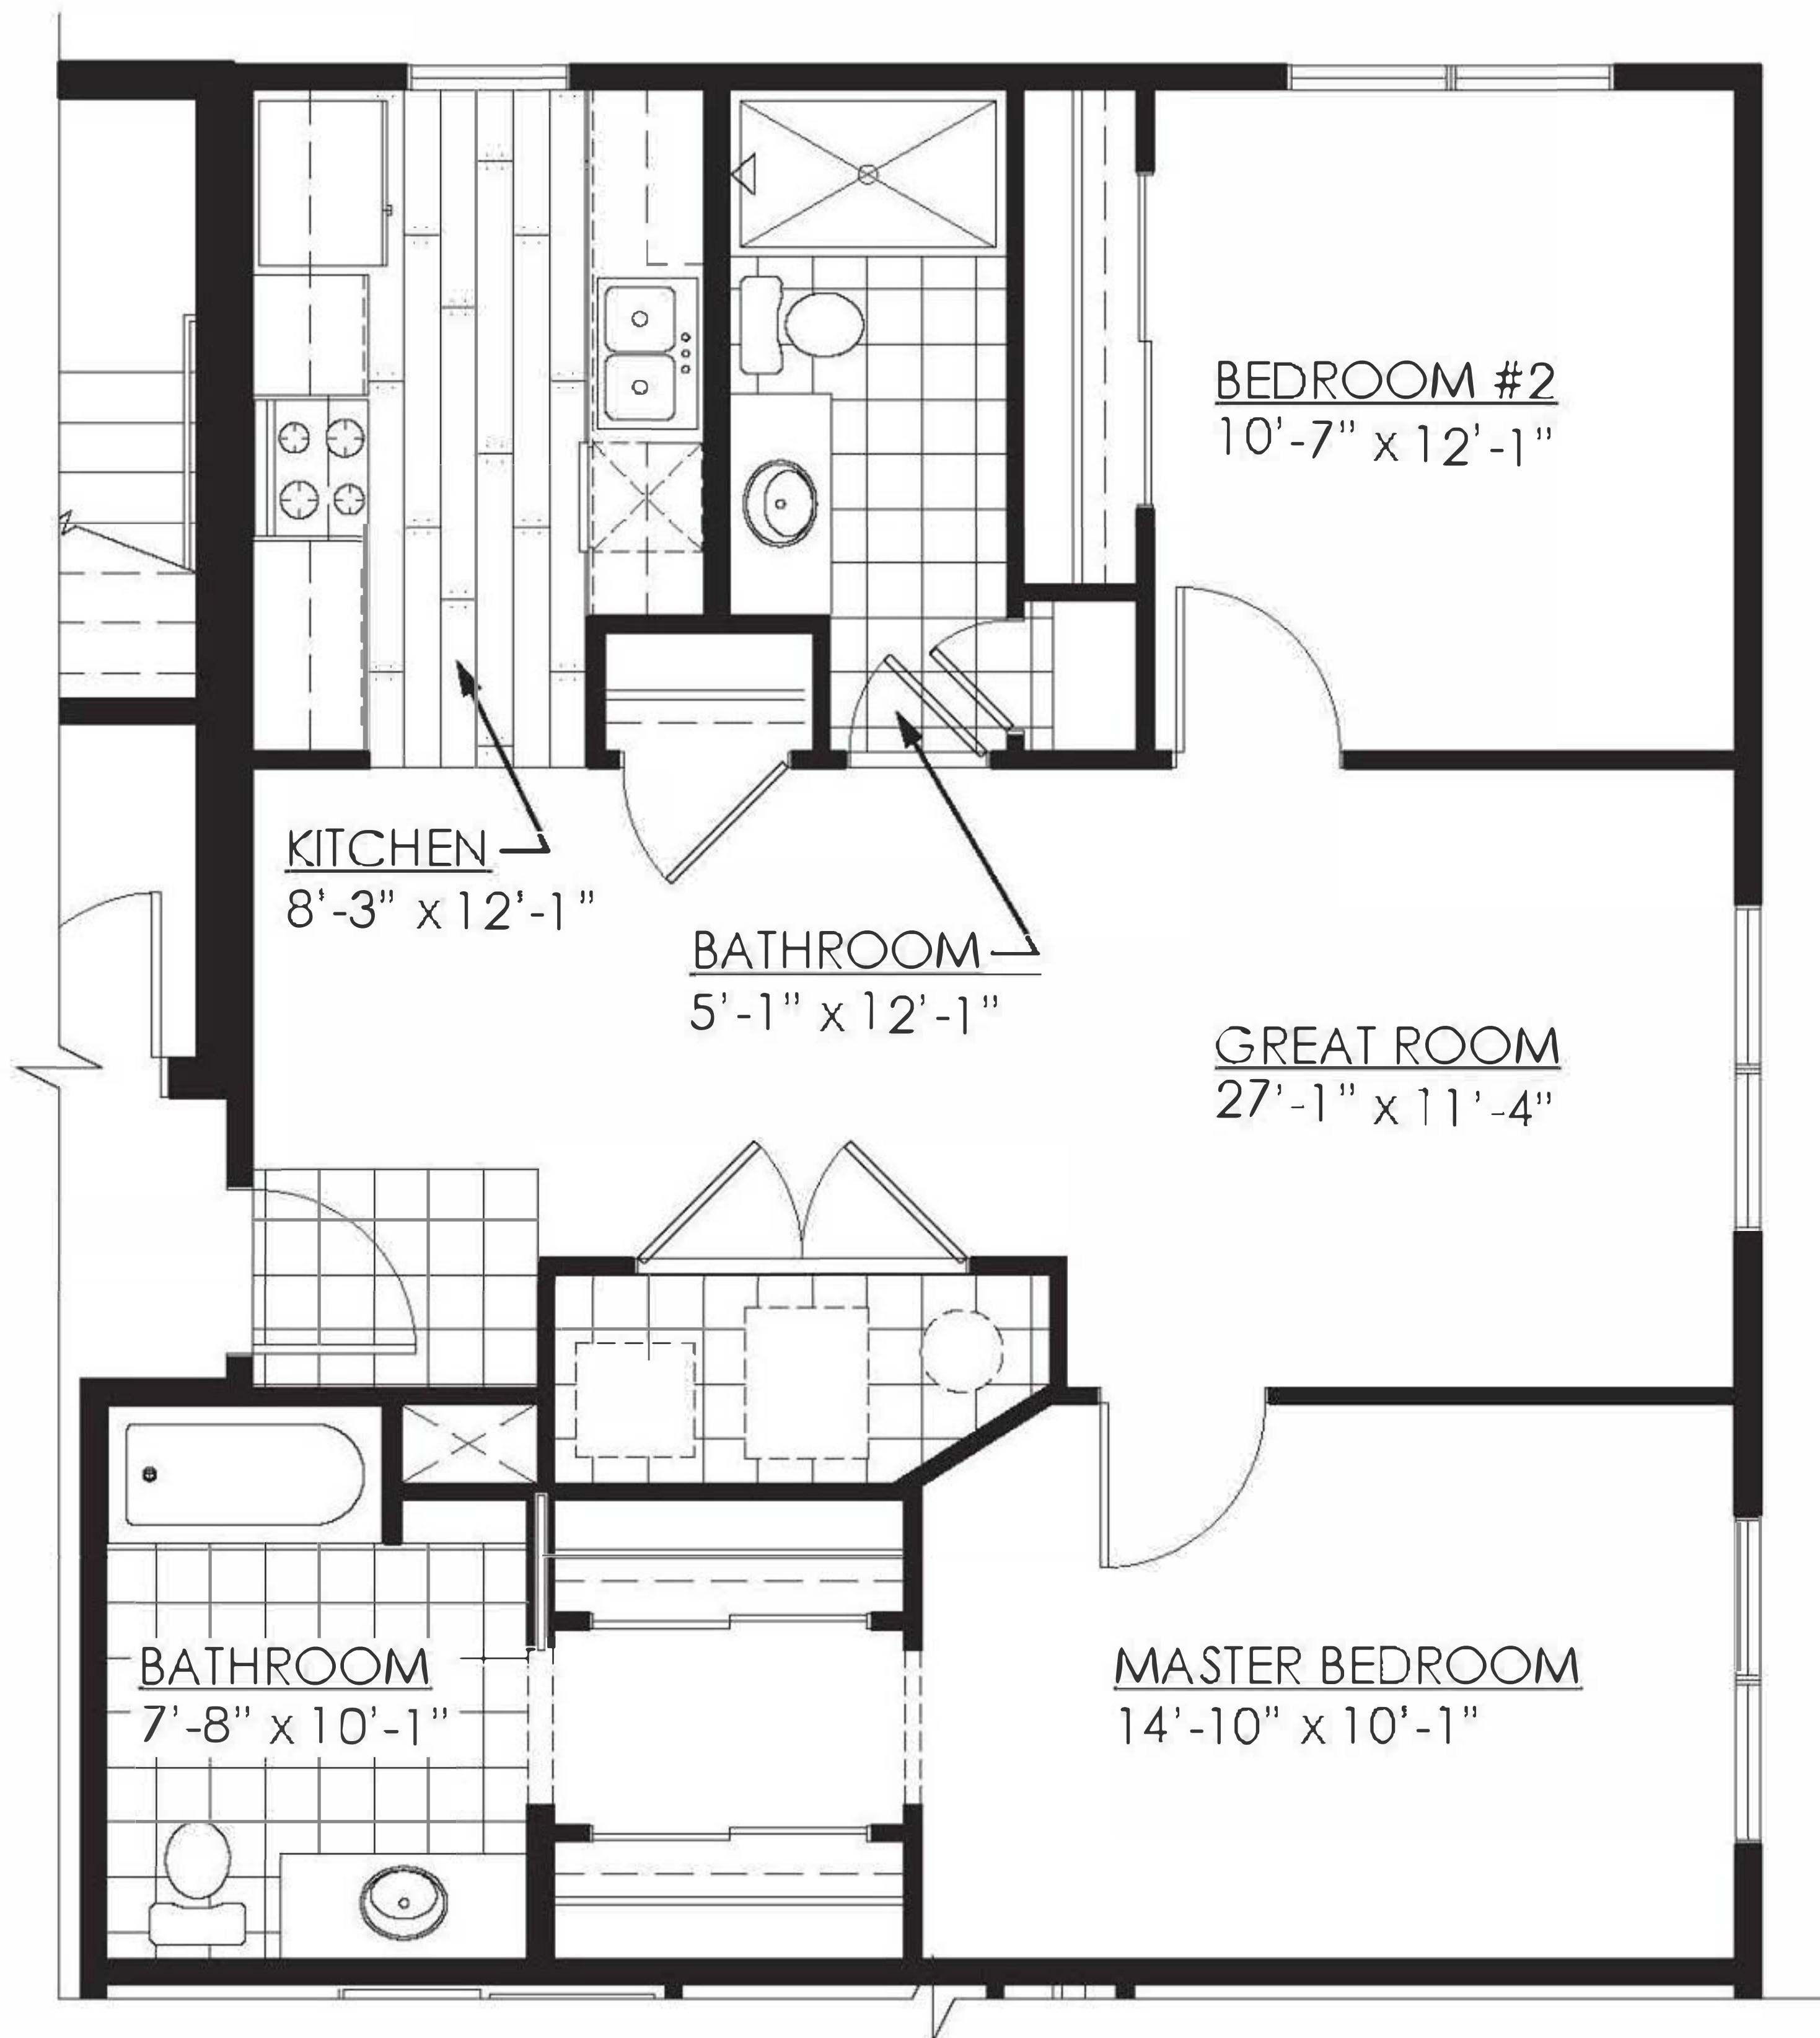 BEDROOM #2
10'-7" x 12'-1"
KITCHEN
8'-3" x 12'-1"
BATHROOM
5'-1" x 12'-1"
GREAT ROOM
27'-1" x 11'-4"
BATHROOM
7'-8" x 10'-1"
MASTER BEDROOM
14'-10" x 10'-1"